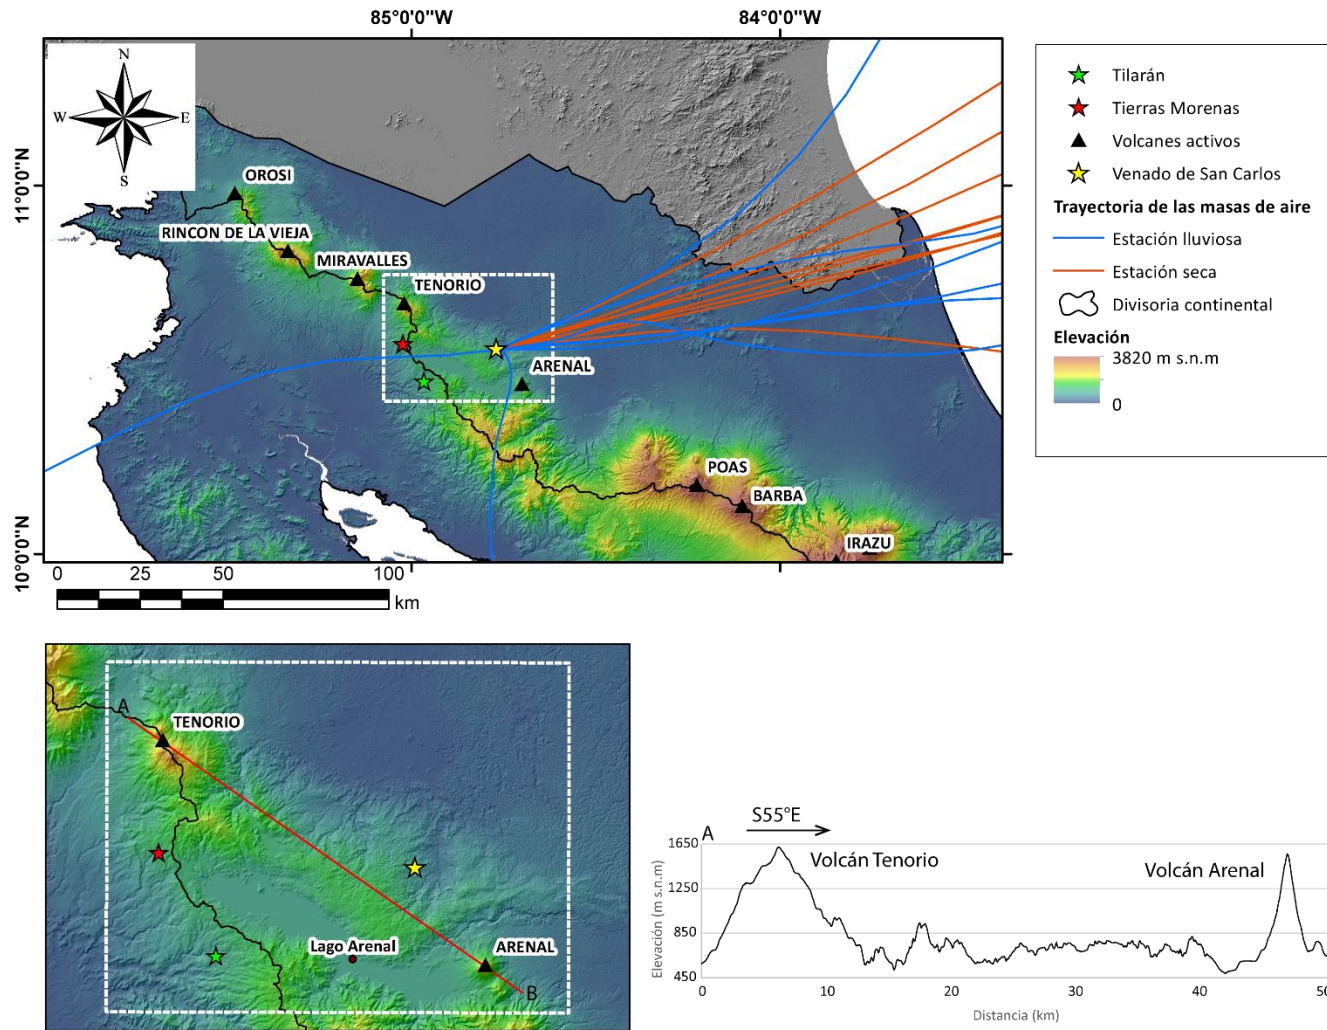 85°0'0"W
84°0'0"W
N
W
E
S
11°0'0"N
10°0'0"N
OROSI
RINCON DE LA VIEJA
MIRAVALLES
TENORIO
ARENAL
POAS
BARBA
IRAZU
0
25
50
100
km
Tilarán
Tierras Morenas
Volcanes activos
Venado de San Carlos
Trayectoria de las masas de aire
Estación lluviosa
Estación seca
Divisoria continental
Elevación
3820 m s.n.m
0
A
TENORIO
Lago Arenal
ARENAL
B
A
S55°E
Volcán Tenorio
Volcán Arenal
Elevación (m s.n.m)
1650
1250
850
450
0
10
20
30
40
50
Distancia (km)